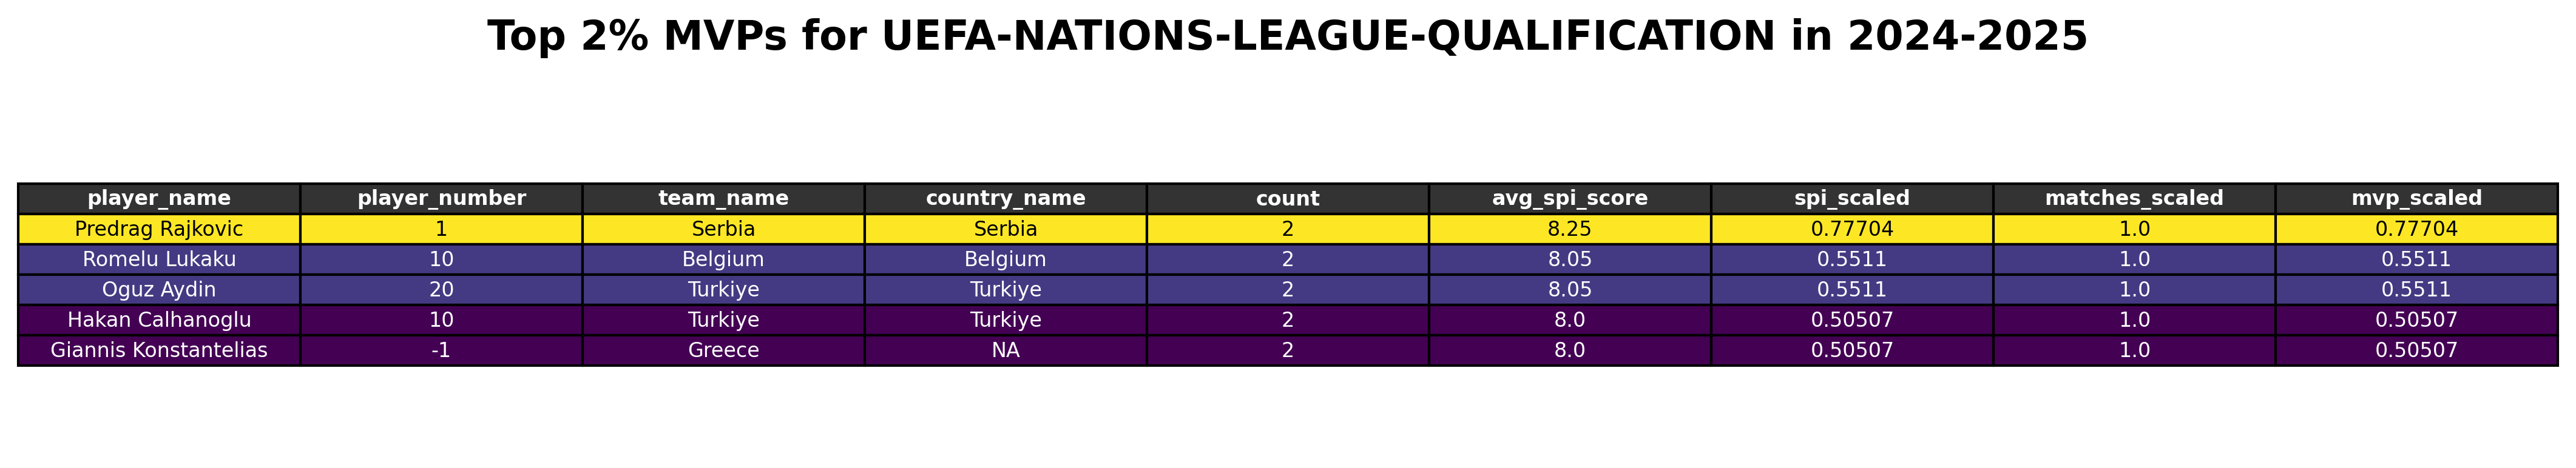 Top 2% MVPs for UEFA-NATIONS-LEAGUE-QUALIFICATION in 2024-2025
player_name player_number team_name country_name count avg_spi_score spi_scaled matches_scaled mvp_scaled
Predrag Rajkovic 1 Serbia Serbia 2 8.25 0.77704 1.0 0.77704
Romelu Lukaku 10 Belgium Belgium 2 8.05 0.5511 1.0 0.5511
Oguz Aydin 20 Turkiye Turkiye 2 8.05 0.5511 1.0 0.5511
Hakan Calhanoglu 10 Turkiye Turkiye 2 8.0 0.50507 1.0 0.50507
Giannis Konstantelias -1 Greece NA 2 8.0 0.50507 1.0 0.50507